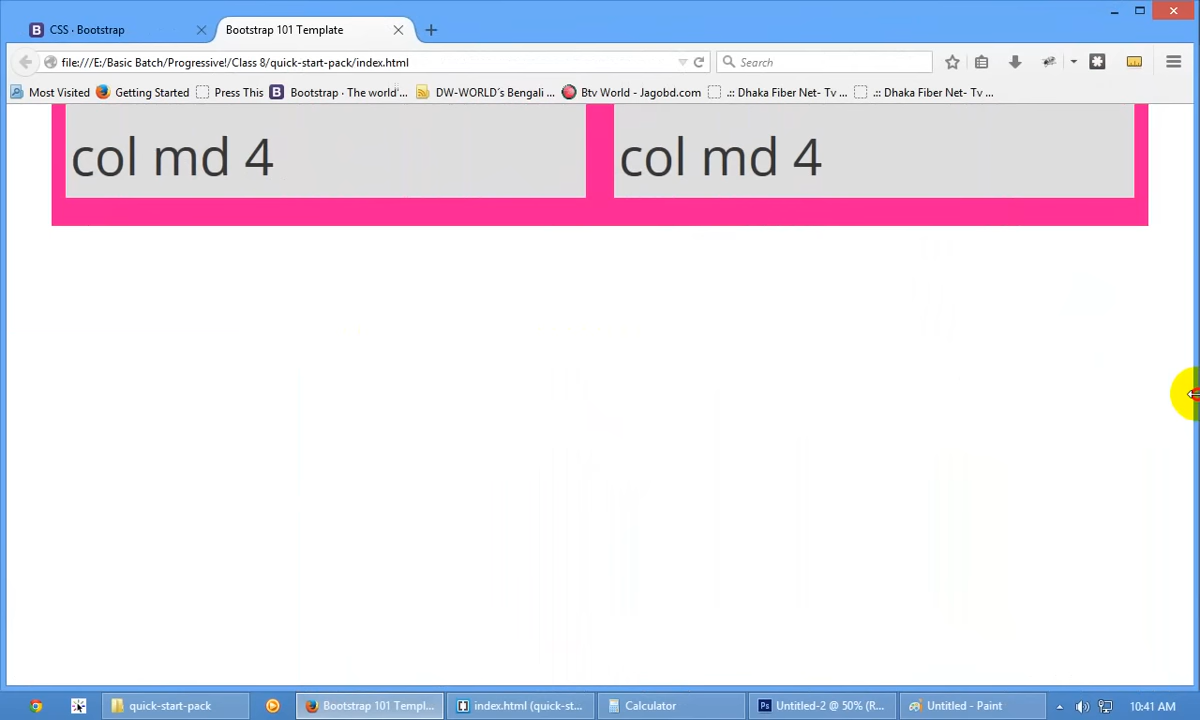 CSS · Bootstrap
Bootstrap 101 Template
file:///E:/Basic Batch/Progressive!/Class 8/quick-start-pack/index.html
Search
Most Visited
Getting Started
Press This
Bootstrap · The world'...
DW-WORLD´s Bengali ...
Btv World - Jagobd.com
.:: Dhaka Fiber Net- Tv ...
.:: Dhaka Fiber Net- Tv ...
col md 4
col md 4
quick-start-pack
Bootstrap 101 Templ...
index.html (quick-st...
Calculator
Untitled-2 @ 50% (R...
Untitled - Paint
10:41 AM